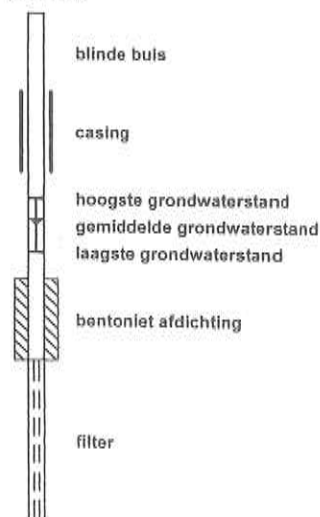 blinde buis
casing
hoogste grondwaterstand
gemiddelde grondwaterstand
laagste grondwaterstand
bentoniet afdichting
filter